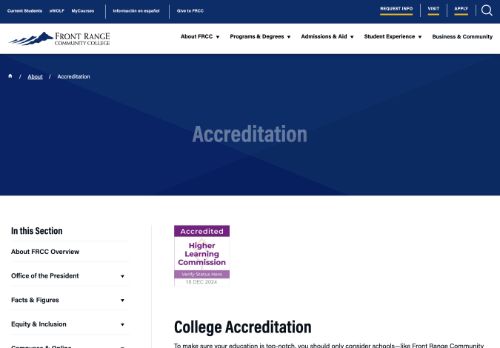 Current Students eWOLF MyCourses Información en español Give to FRCC REQUEST INFO VISIT APPLY
FRONT RANGE
COMMUNITY COLLEGE
About FRCC Programs & Degrees Admissions & Aid Student Experience Business & Community
/ About / Accreditation
Accreditation
In this Section
About FRCC Overview
Office of the President
Facts & Figures
Equity & Inclusion
Campuses & Online
Accredited
Higher
Learning
Commission
Verify Status Here
18 DEC 2024
College Accreditation
To make sure your education is top-notch, you should only consider schools—like Front Range Community